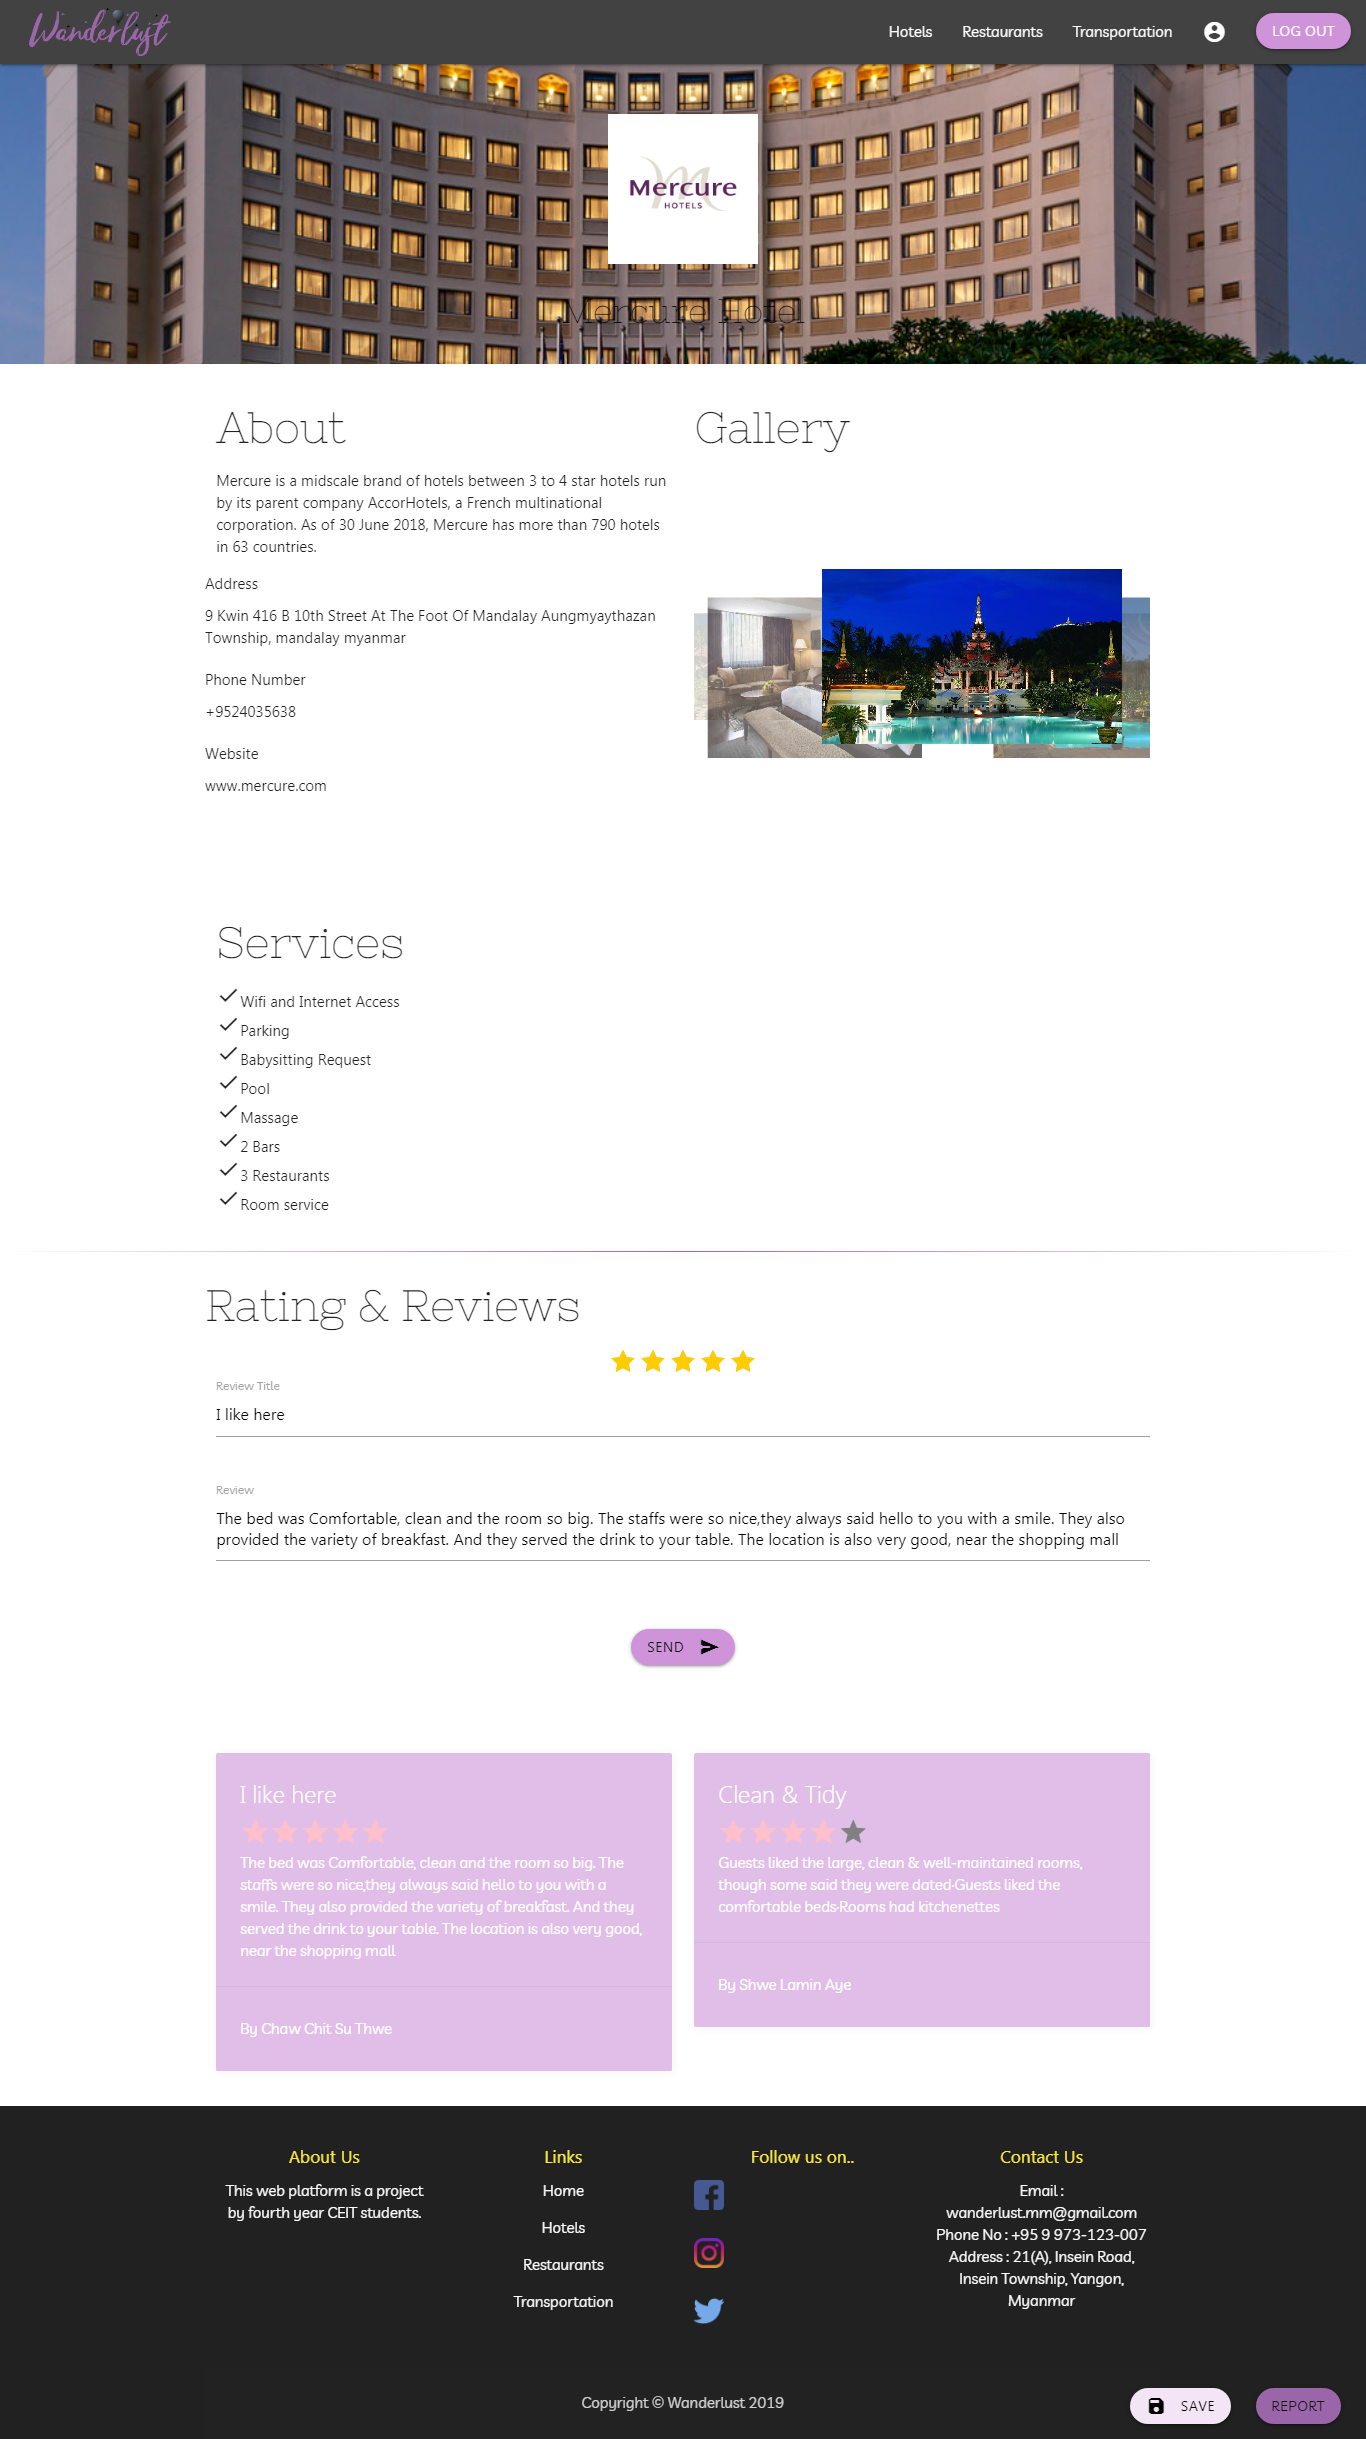 Wanderlust
Hotels Restaurants Transportation LOG OUT
Mercure
HOTELS
Mercure Hotel
About
Mercure is a midscale brand of hotels between 3 to 4 star hotels run
by its parent company AccorHotels, a French multinational
corporation. As of 30 June 2018, Mercure has more than 790 hotels
in 63 countries.
Address
9 Kwin 416 B 10th Street At The Foot Of Mandalay Aungmyaythazan
Township, mandalay myanmar
Phone Number
+9524035638
Website
www.mercure.com
Gallery
Services
Wifi and Internet Access
Parking
Babysitting Request
Pool
Massage
2 Bars
3 Restaurants
Room service
Rating & Reviews
Review Title
I like here
Review
The bed was Comfortable, clean and the room so big. The staffs were so nice,they always said hello to you with a smile. They also
provided the variety of breakfast. And they served the drink to your table. The location is also very good, near the shopping mall
SEND
I like here
The bed was Comfortable, clean and the room so big. The
staffs were so nice,they always said hello to you with a
smile. They also provided the variety of breakfast. And they
served the drink to your table. The location is also very good,
near the shopping mall
By Chaw Chit Su Thwe
Clean & Tidy
Guests liked the large, clean & well-maintained rooms,
though some said they were dated·Guests liked the
comfortable beds·Rooms had kitchenettes
By Shwe Lamin Aye
About Us
This web platform is a project
by fourth year CEIT students.
Links
Home
Hotels
Restaurants
Transportation
Follow us on..
Contact Us
Email :
wanderlust.mm@gmail.com
Phone No : +95 9 973-123-007
Address : 21(A), Insein Road,
Insein Township, Yangon,
Myanmar
Copyright © Wanderlust 2019
SAVE
REPORT